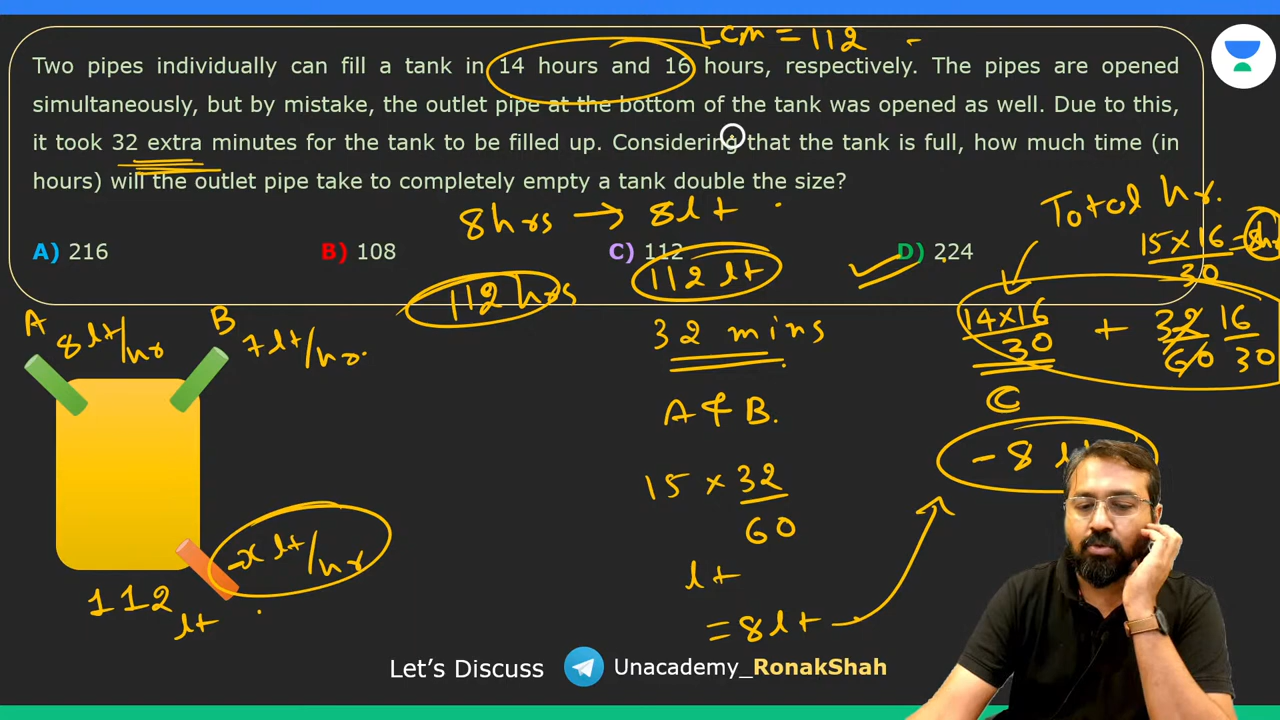 LCM = 112
Two pipes individually can fill a tank in 14 hours and 16 hours, respectively. The pipes are opened
simultaneously, but by mistake, the outlet pipe at the bottom of the tank was opened as well. Due to this,
it took 32 extra minutes for the tank to be filled up. Considering that the tank is full, how much time (in
hours) will the outlet pipe take to completely empty a tank double the size?
8 hrs → 8 lt
Total hr.
A) 216 B) 108 C) 112 D) 224
15 × 16 / 30 = 8hr
112 hrs 112 lt
A 8 lt/hr B 7 lt/hr.
32 mins
14×16 / 30 + 32 / 60 16 / 30
A & B.
C
- 8
15 × 32 / 60
lt
= 8 lt
-x lt/hr
112 lt
Let's Discuss Unacademy_RonakShah